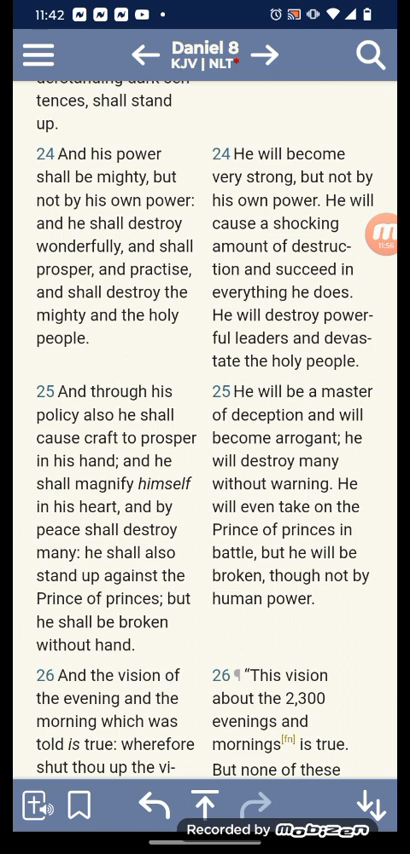 11:42
Daniel 8
KJV | NLT
tences, shall stand
up.
24 And his power
shall be mighty, but
not by his own power:
and he shall destroy
wonderfully, and shall
prosper, and practise,
and shall destroy the
mighty and the holy
people.
24 He will become
very strong, but not by
his own power. He will
cause a shocking
amount of destruc-
tion and succeed in
everything he does.
He will destroy power-
ful leaders and devas-
tate the holy people.
11:56
25 And through his
policy also he shall
cause craft to prosper
in his hand; and he
shall magnify himself
in his heart, and by
peace shall destroy
many: he shall also
stand up against the
Prince of princes; but
he shall be broken
without hand.
25 He will be a master
of deception and will
become arrogant; he
will destroy many
without warning. He
will even take on the
Prince of princes in
battle, but he will be
broken, though not by
human power.
26 And the vision of
the evening and the
morning which was
told is true: wherefore
shut thou up the vi-
26 ¶ “This vision
about the 2,300
evenings and
mornings[fn] is true.
But none of these
Recorded by mobizen